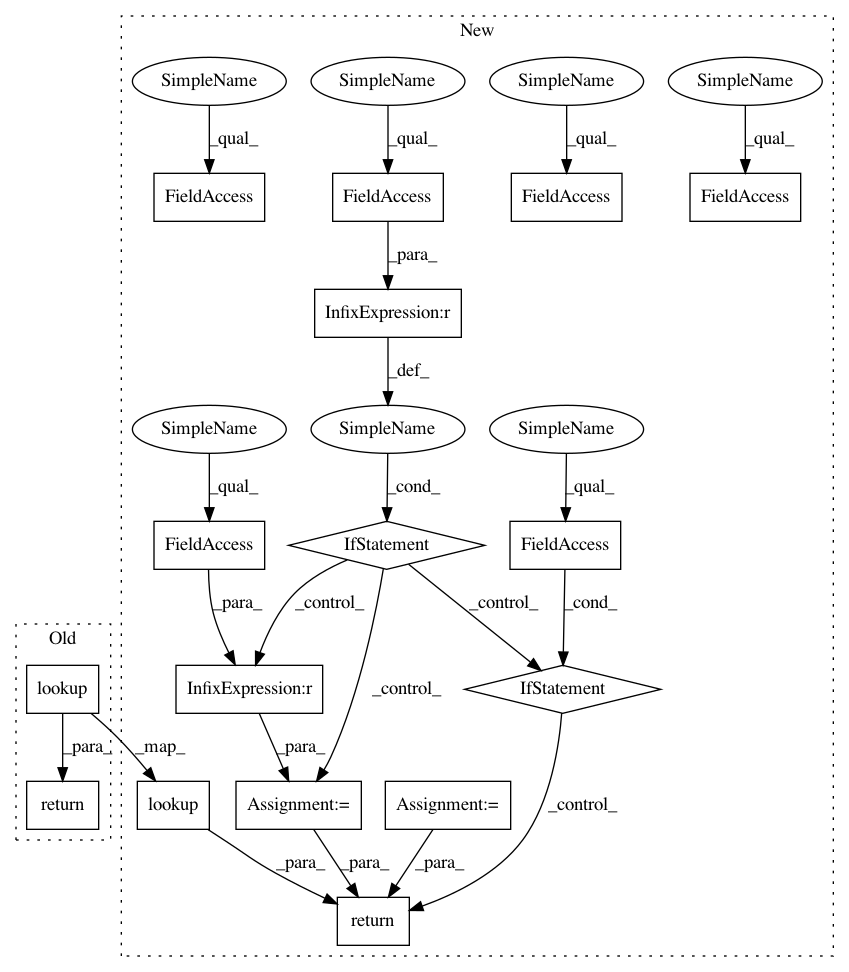 New
SimpleName SimpleName SimpleName SimpleName
_qual_ _qual_ _qual_ _qual_
FieldAccess FieldAccess FieldAccess FieldAccess
_para_
InfixExpression:r
_def_
SimpleName SimpleName SimpleName
_qual_ _cond_ _qual_
FieldAccess IfStatement FieldAccess
_para_ _control_ _control_ _cond_
Old
lookup InfixExpression:r _control_ IfStatement
_para_ _map_ _para_
return lookup Assignment:= Assignment:= _control_
_para_ _para_ _para_
return